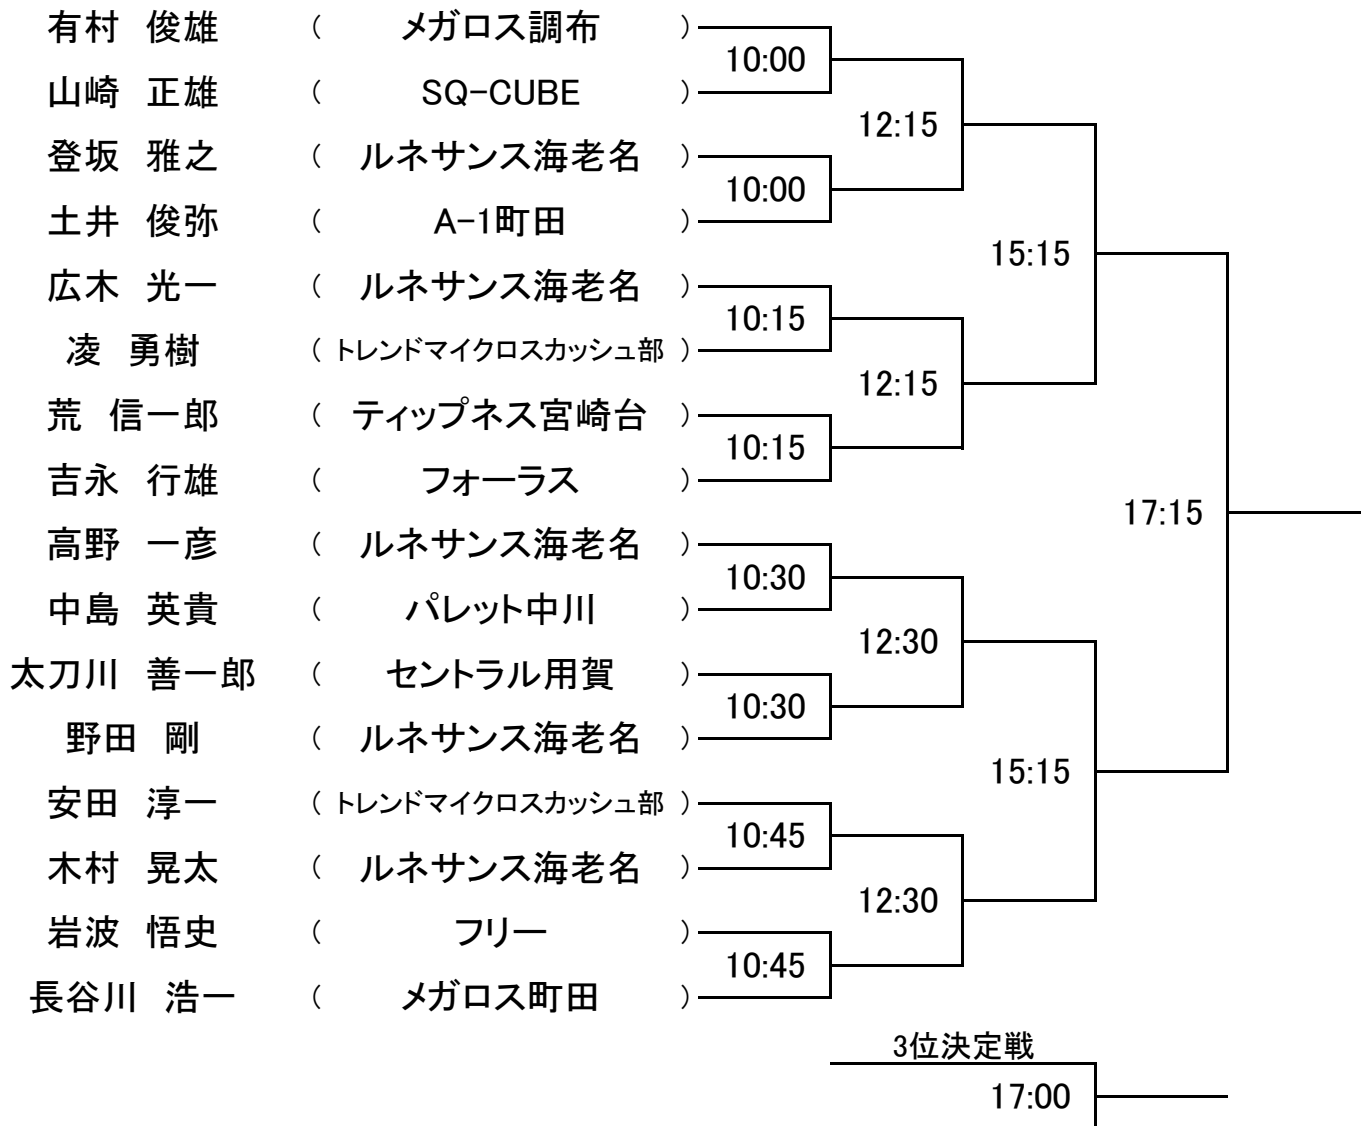 有村　俊雄 （ メガロス調布 ）
10:00
山崎　正雄 （ SQ-CUBE ）
12:15
登坂　雅之 （ ルネサンス海老名 ）
10:00
土井　俊弥 （ A-1町田 ）
15:15
広木　光一 （ ルネサンス海老名 ）
10:15
凌　勇樹 （ トレンドマイクロスカッシュ部 ）
12:15
荒　信一郎 （ ティップネス宮崎台 ）
10:15
吉永　行雄 （ フォーラス ）
17:15
高野　一彦 （ ルネサンス海老名 ）
10:30
中島　英貴 （ パレット中川 ）
12:30
太刀川　善一郎 （ セントラル用賀 ）
10:30
野田　剛 （ ルネサンス海老名 ）
15:15
安田　淳一 （ トレンドマイクロスカッシュ部 ）
10:45
木村　晃太 （ ルネサンス海老名 ）
12:30
岩波　悟史 （ フリー ）
10:45
長谷川　浩一 （ メガロス町田 ）
3位決定戦
17:00